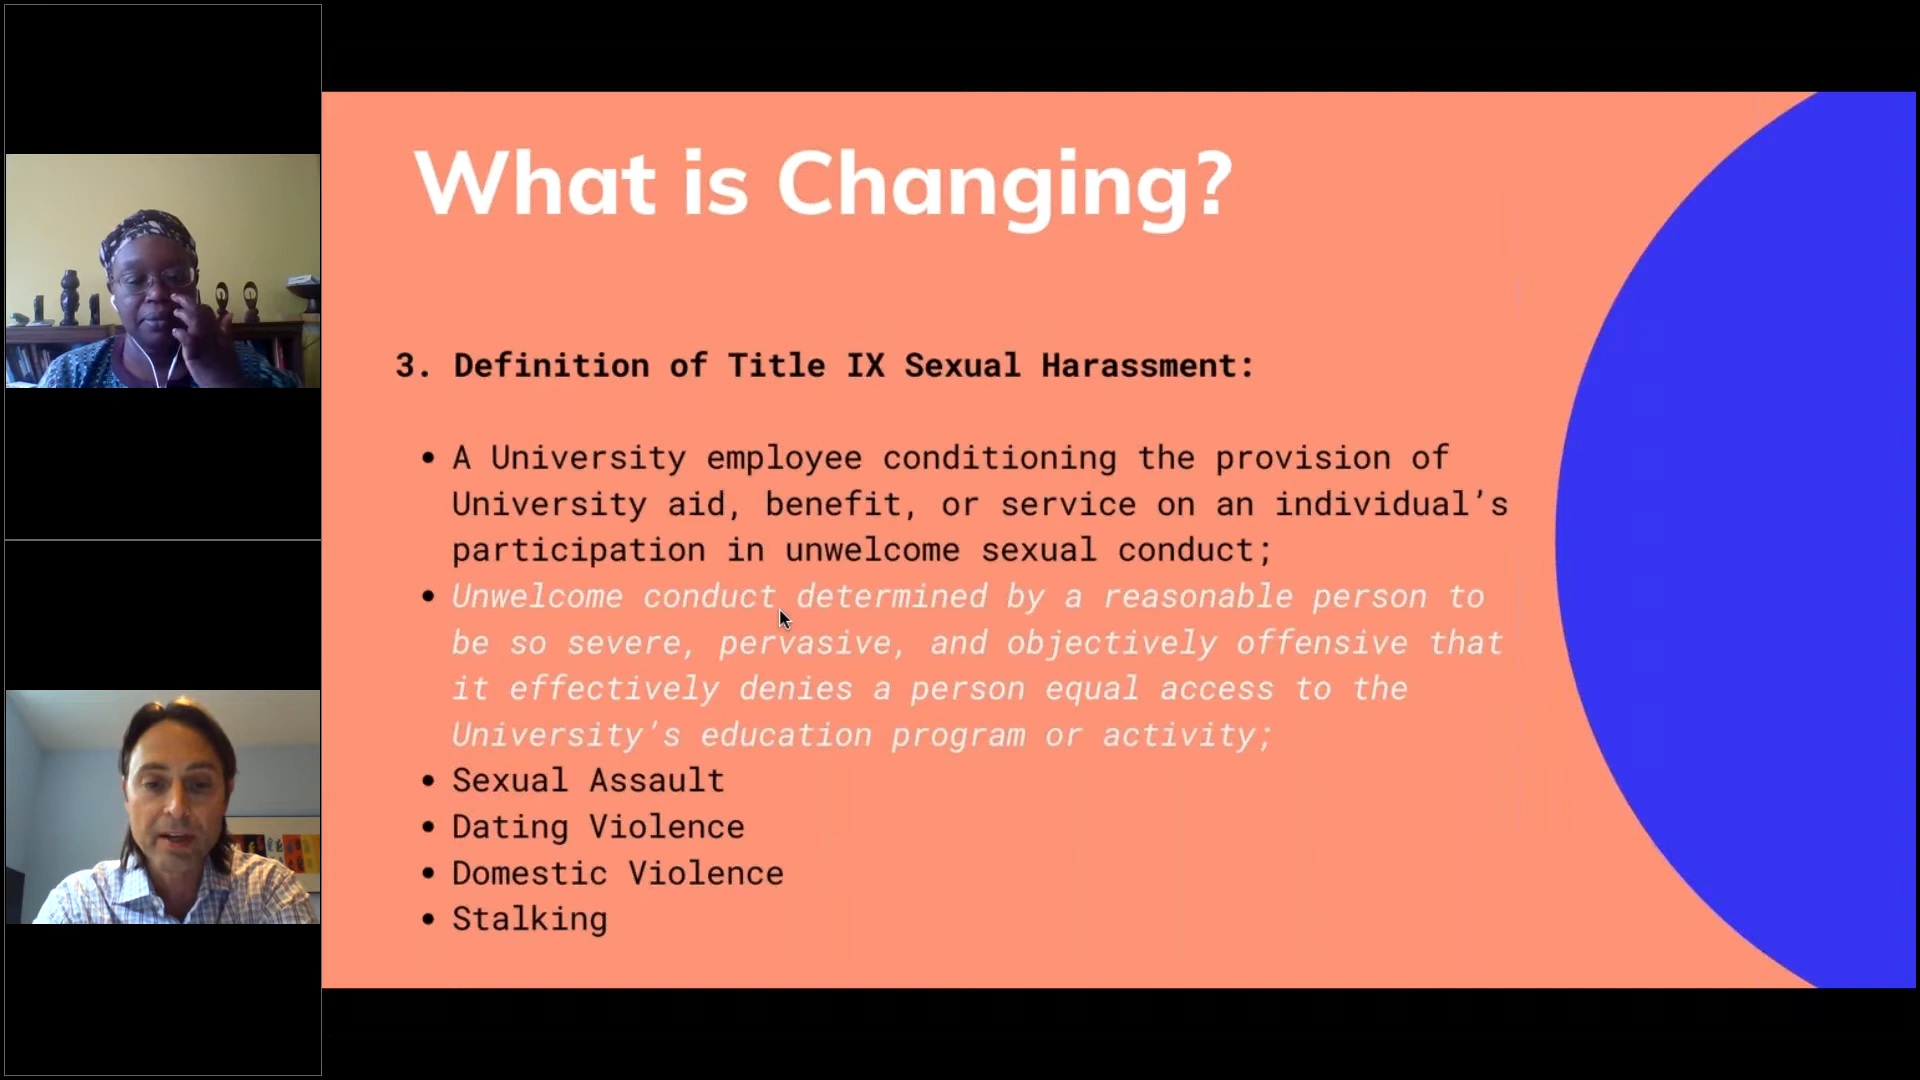 What is Changing?
3. Definition of Title IX Sexual Harassment:
• A University employee conditioning the provision of
University aid, benefit, or service on an individual’s
participation in unwelcome sexual conduct;
• Unwelcome conduct determined by a reasonable person to
be so severe, pervasive, and objectively offensive that
it effectively denies a person equal access to the
University’s education program or activity;
• Sexual Assault
• Dating Violence
• Domestic Violence
• Stalking